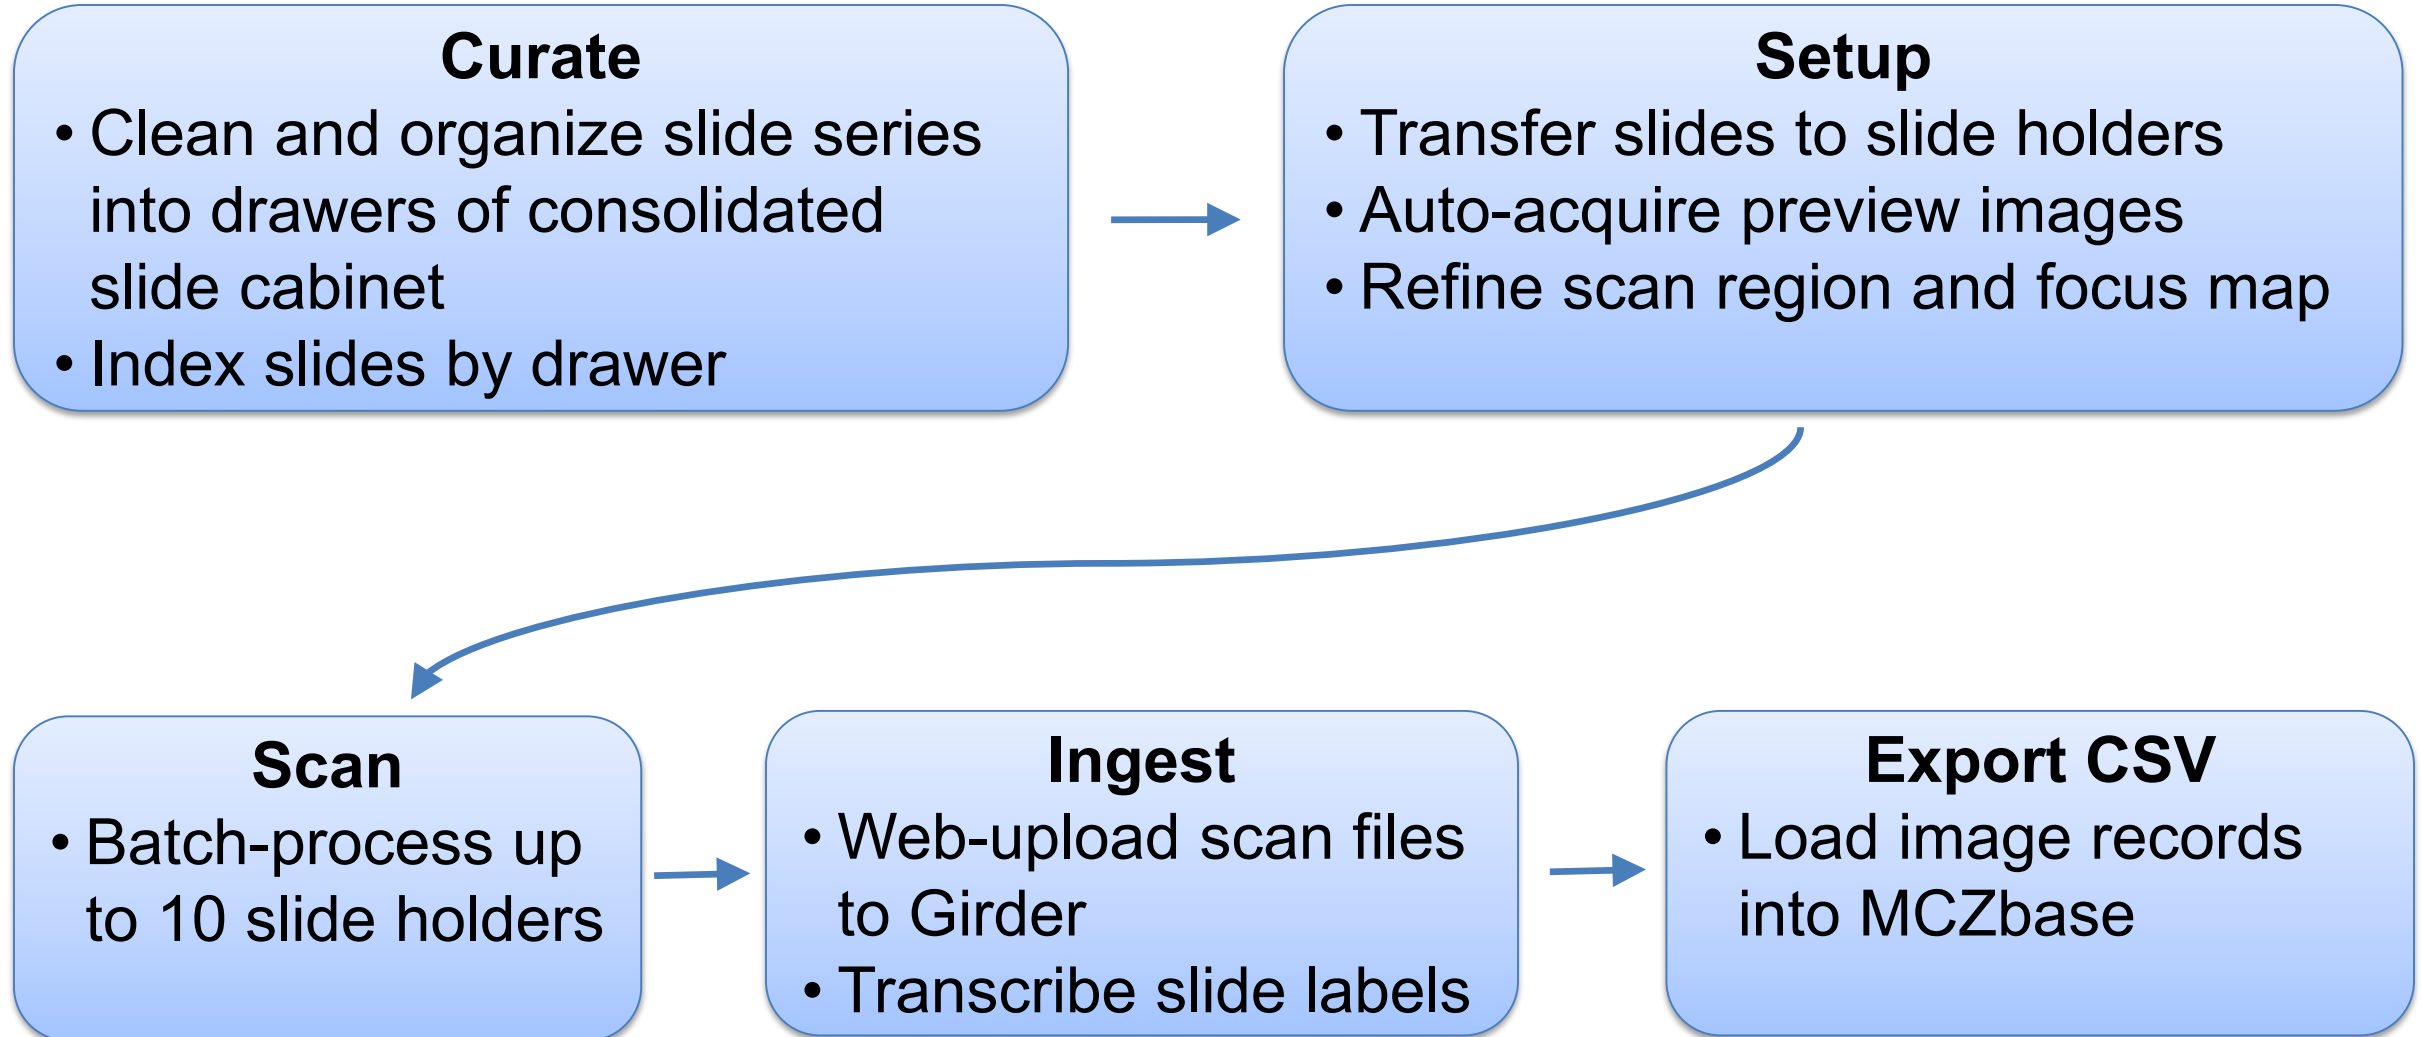 Curate
• Clean and organize slide series
into drawers of consolidated
slide cabinet
• Index slides by drawer
Setup
• Transfer slides to slide holders
• Auto-acquire preview images
• Refine scan region and focus map
Scan
• Batch-process up
to 10 slide holders
Ingest
• Web-upload scan files
to Girder
• Transcribe slide labels
Export CSV
• Load image records
into MCZbase